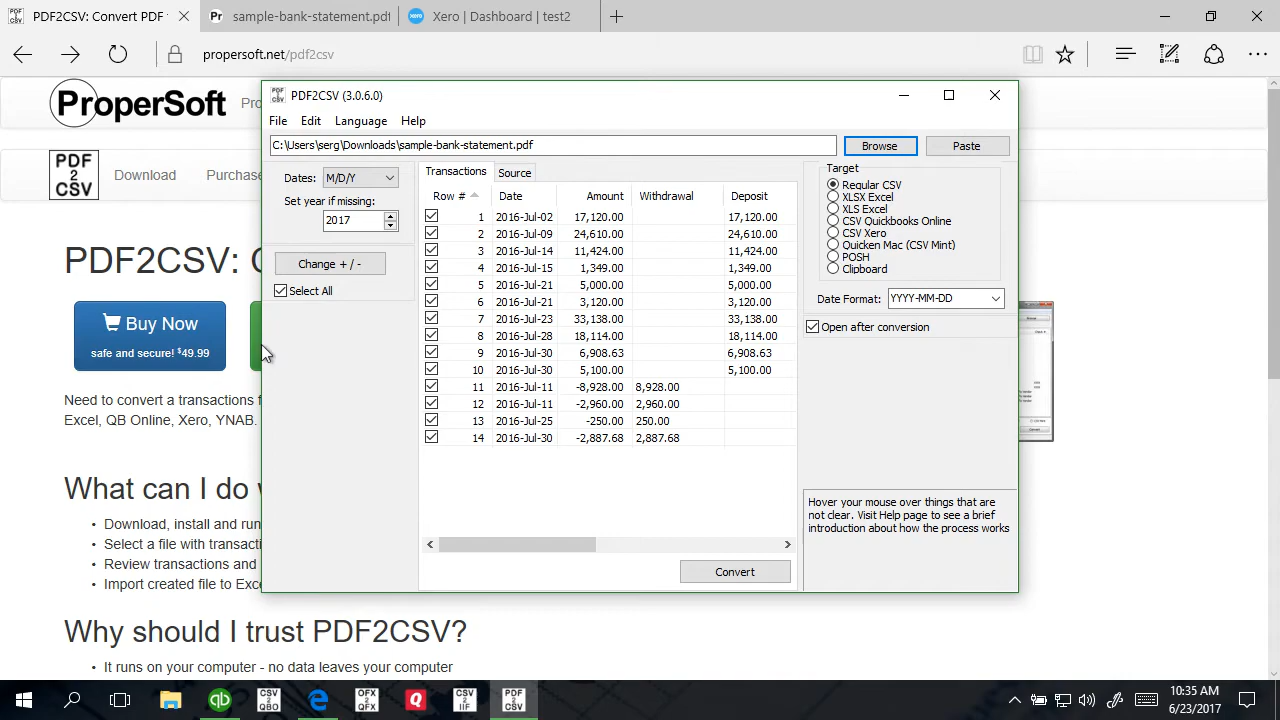 PDF2CSV: Convert PDF
sample-bank-statement.pdf
Xero | Dashboard | test2
propersoft.net/pdf2csv
ProperSoft
PDF 2 CSV
Download
PDF2CSV: C
Buy Now
safe and secure! $49.99
Need to convert a transactions f
Excel, QB Online, Xero, YNAB.
What can I do
• Download, install and run
• Select a file with transacti
• Review transactions and
• Import created file to Exce
Why should I trust PDF2CSV?
• It runs on your computer - no data leaves your computer
PDF2CSV (3.0.6.0)
File Edit Language Help
C:\Users\serg\Downloads\sample-bank-statement.pdf
Browse
Paste
Dates: M/D/Y
Set year if missing:
2017
Change + / -
Select All
Transactions Source
Row # Date Amount Withdrawal Deposit
1 2016-Jul-02 17,120.00 17,120.00
2 2016-Jul-09 24,610.00 24,610.00
3 2016-Jul-14 11,424.00 11,424.00
4 2016-Jul-15 1,349.00 1,349.00
5 2016-Jul-21 5,000.00 5,000.00
6 2016-Jul-21 3,120.00 3,120.00
7 2016-Jul-23 33,138.00 33,138.00
8 2016-Jul-28 18,114.00 18,114.00
9 2016-Jul-30 6,908.63 6,908.63
10 2016-Jul-30 5,100.00 5,100.00
11 2016-Jul-11 -8,928.00 8,928.00
12 2016-Jul-11 -2,960.00 2,960.00
13 2016-Jul-25 -250.00 250.00
14 2016-Jul-30 -2,887.68 2,887.68
Convert
Target
Regular CSV
XLSX Excel
XLS Excel
CSV Quickbooks Online
CSV Xero
Quicken Mac (CSV Mint)
POSH
Clipboard
Date Format: YYYY-MM-DD
Open after conversion
Hover your mouse over things that are
not clear. Visit Help page to see a brief
introduction about how the process works
qb
CSV 2 QBO
OFX 2 QFX
CSV 2 IIF
PDF 2 CSV
10:35 AM
6/23/2017